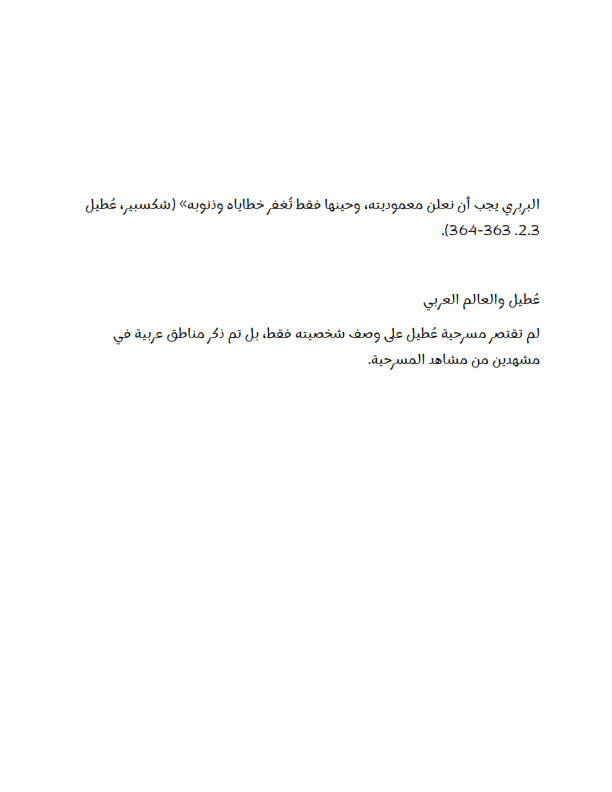 البربري يجب أن نعلن معموديته، وحينها فقط تُغفر خطاياه وذنوبه» (شكسبير، عُطيل
2.3. 363-364).
عُطيل والعالم العربي
لم تقتصر مسرحية عُطيل على وصف شخصيته فقط، بل تم ذكر مناطق عربية في
مشهدين من مشاهد المسرحية.